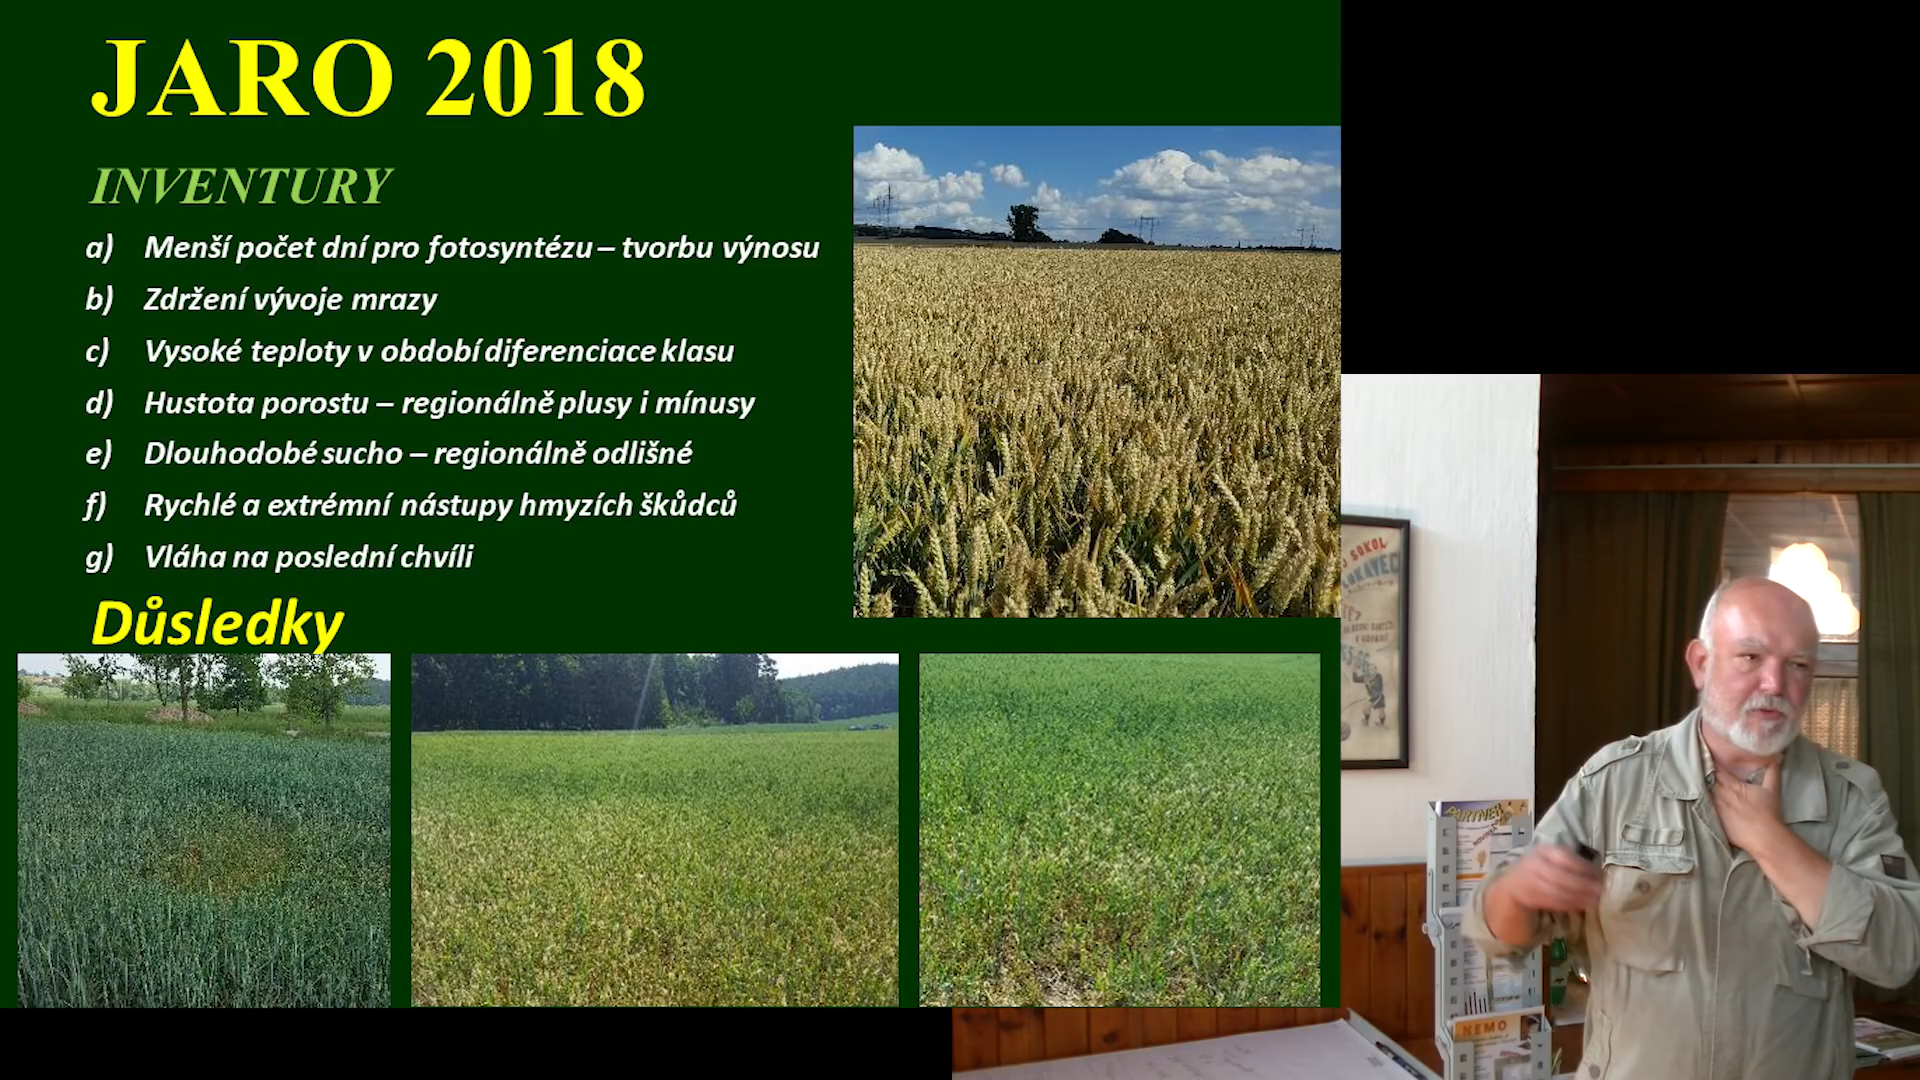 JARO 2018
INVENTURY
a) Menší počet dní pro fotosyntézu – tvorbu výnosu
b) Zdržení vývoje mrazy
c) Vysoké teploty v období diferenciace klasu
d) Hustota porostu – regionálně plusy i mínusy
e) Dlouhodobé sucho – regionálně odlišné
f) Rychlé a extrémní nástupy hmyzích škůdců
g) Vláha na poslední chvíli
Důsledky
SOKOL
NEMO